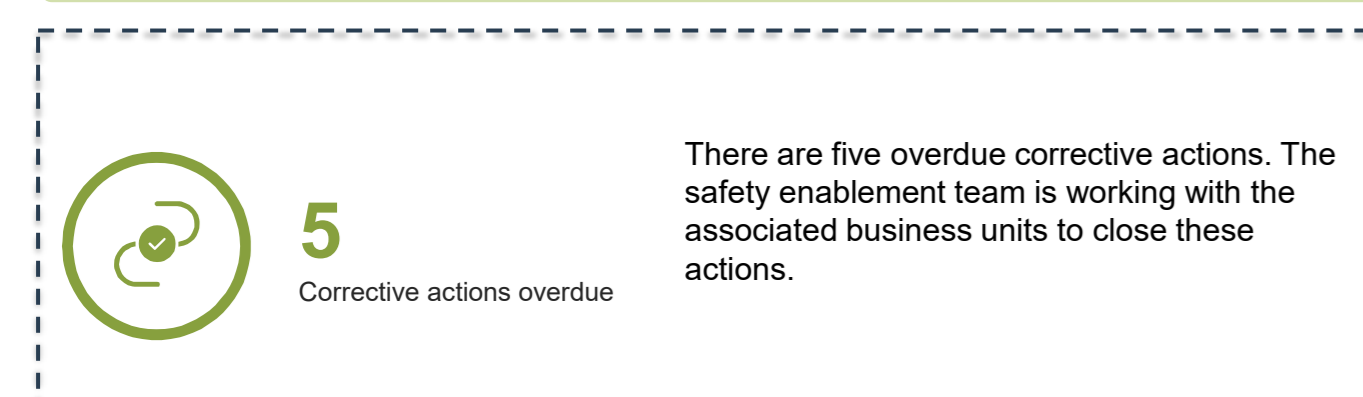 5
Corrective actions overdue
There are five overdue corrective actions. The
safety enablement team is working with the
associated business units to close these
actions.